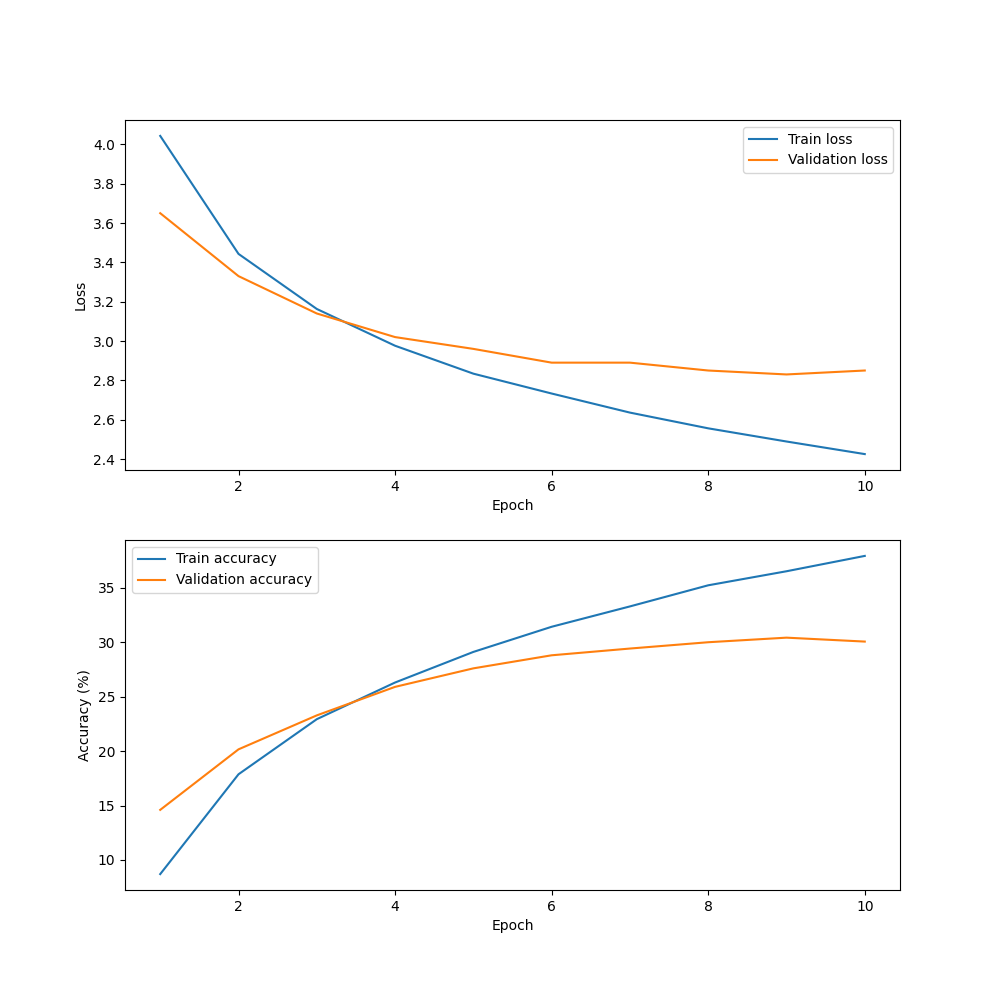 4.0
3.8
3.6
3.4
3.2
3.0
2.8
2.6
2.4
Loss
Train loss
Validation loss
2 4 6 8 10
Epoch
35
30
25
20
15
10
Accuracy (%)
Train accuracy
Validation accuracy
2 4 6 8 10
Epoch